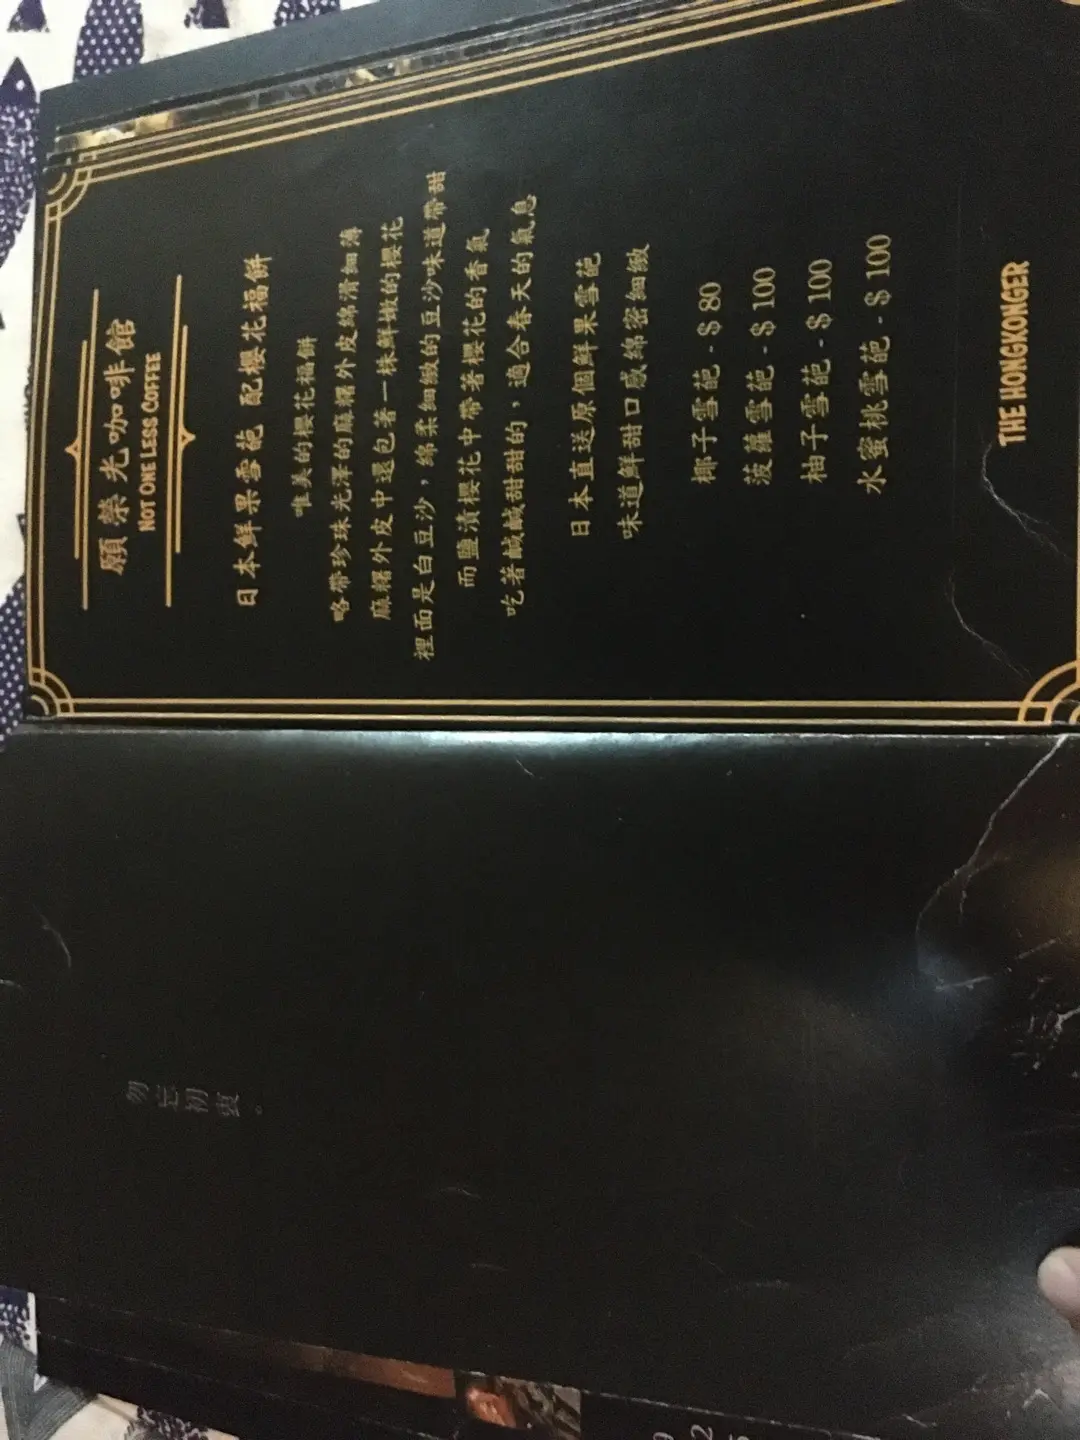 願榮光咖啡館
NOT ONE LESS COFFEE
日本鮮果雪葩 配櫻花福餅
唯美的櫻花福餅
略帶珍珠光澤的麻糬外皮綿滑細薄
麻糬外皮中還包著一株鮮嫩的櫻花
裡面是白豆沙，綿柔細緻的豆沙味道帶甜
而鹽漬櫻花中帶著櫻花的香氣
吃著鹹鹹甜甜的，適合春天的氣息
日本直送原個鮮果雪葩
味道鮮甜口感綿密細緻
椰子雪葩 - $ 80
菠蘿雪葩 - $ 100
柚子雪葩 - $ 100
水蜜桃雪葩 - $ 100
THE HONGKONGER
勿忘初衷。